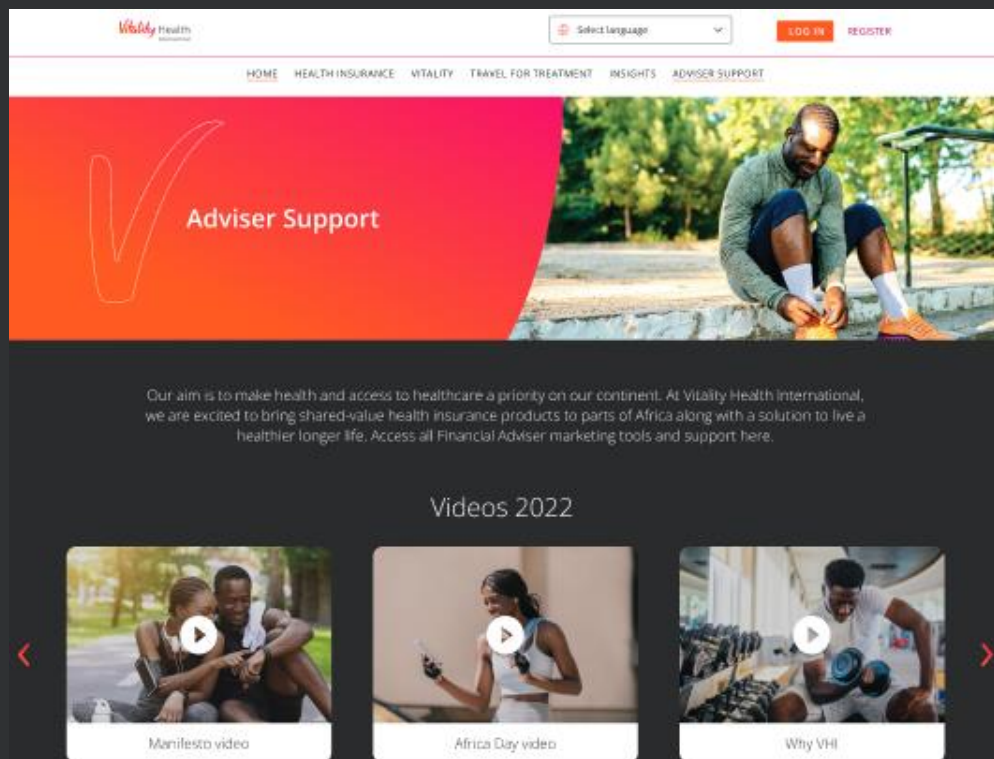 Vitality Health
INTERNATIONAL
Select language
LOG IN
REGISTER
HOME
HEALTH INSURANCE
VITALITY
TRAVEL FOR TREATMENT
INSIGHTS
ADVISER SUPPORT
Adviser Support
Our aim is to make health and access to healthcare a priority on our continent. At Vitality Health International,
we are excited to bring shared-value health insurance products to parts of Africa along with a solution to live a
healthier longer life. Access all Financial Adviser marketing tools and support here.
Videos 2022
Manifesto video
Africa Day video
Why VHI